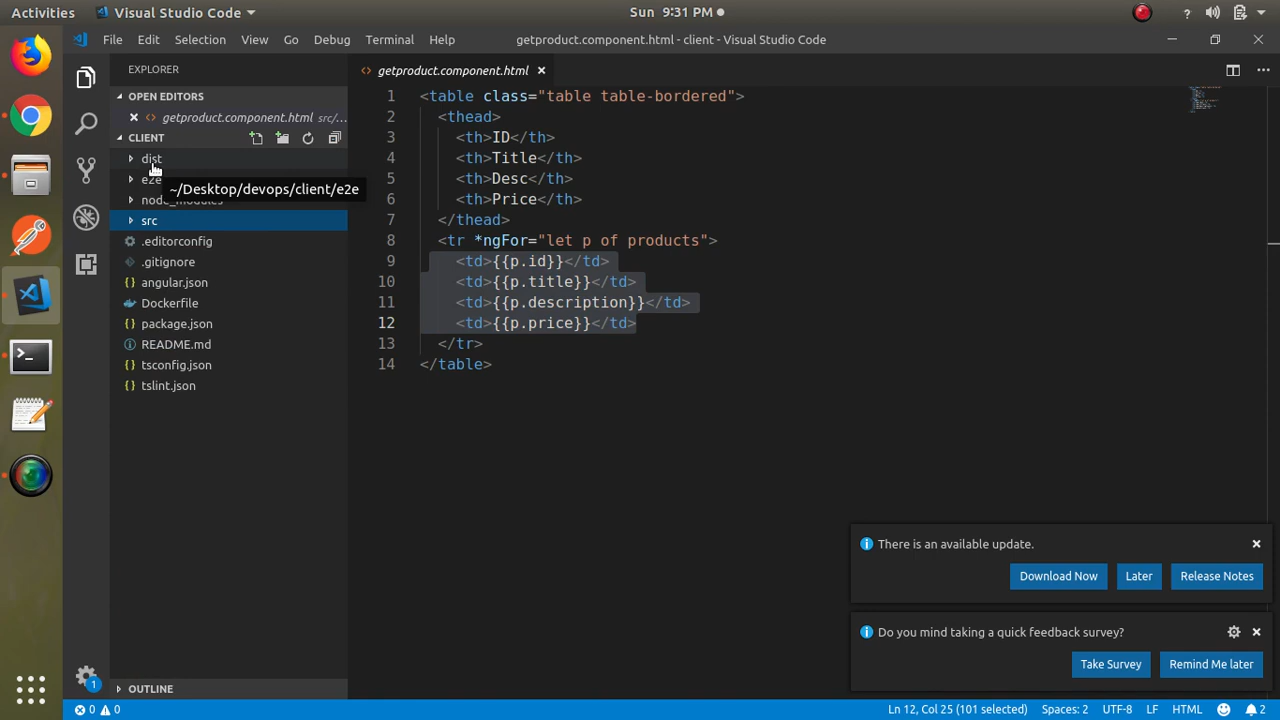 Activities
Visual Studio Code
Sun 9:31 PM
File Edit Selection View Go Debug Terminal Help
getproduct.component.html - client - Visual Studio Code
EXPLORER
getproduct.component.html
OPEN EDITORS
getproduct.component.html src/...
CLIENT
dist
e2e
~/Desktop/devops/client/e2e
node_modules
src
.editorconfig
.gitignore
angular.json
Dockerfile
package.json
README.md
tsconfig.json
tslint.json
OUTLINE
1 <table class="table table-bordered">
2 <thead>
3 <th>ID</th>
4 <th>Title</th>
5 <th>Desc</th>
6 <th>Price</th>
7 </thead>
8 <tr *ngFor="let p of products">
9 <td>{{p.id}}</td>
10 <td>{{p.title}}</td>
11 <td>{{p.description}}</td>
12 <td>{{p.price}}</td>
13 </tr>
14 </table>
There is an available update.
Download Now Later Release Notes
Do you mind taking a quick feedback survey?
Take Survey Remind Me later
1
0 0
Ln 12, Col 25 (101 selected) Spaces: 2 UTF-8 LF HTML 2